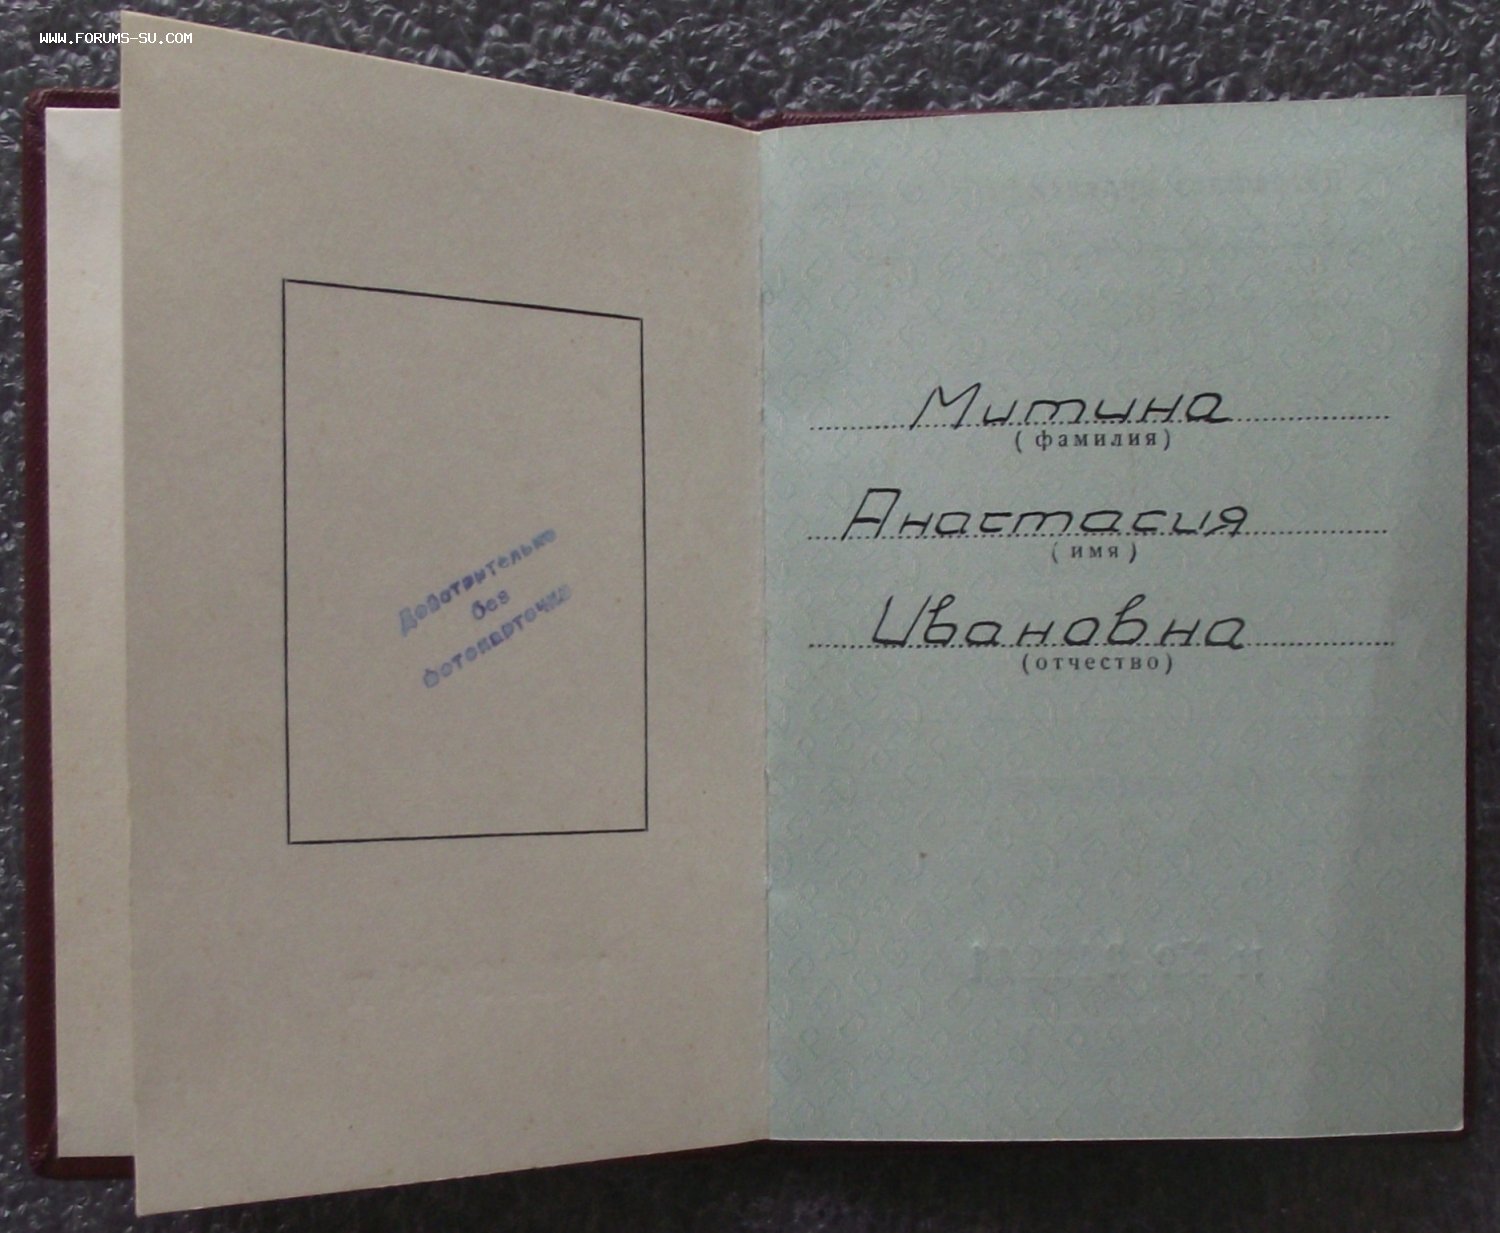 WWW.FORUMS-SU.COM
Действительно
без
фотокарточки
Митина
(фамилия)
Анастасия
(имя)
Ивановна
(отчество)